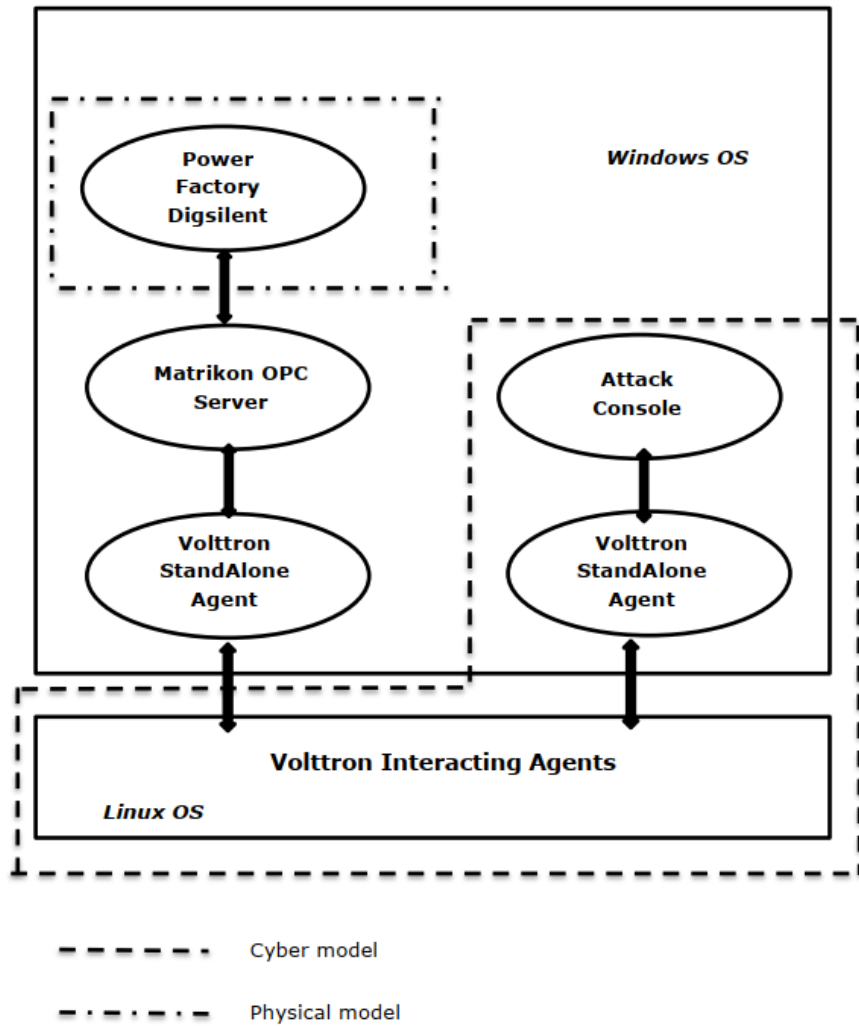 Power
Factory
Digsilent
Windows OS
Matrikon OPC
Server
Attack
Console
Volttron
StandAlone
Agent
Volttron
StandAlone
Agent
Volttron Interacting Agents
Linux OS
Cyber model
Physical model